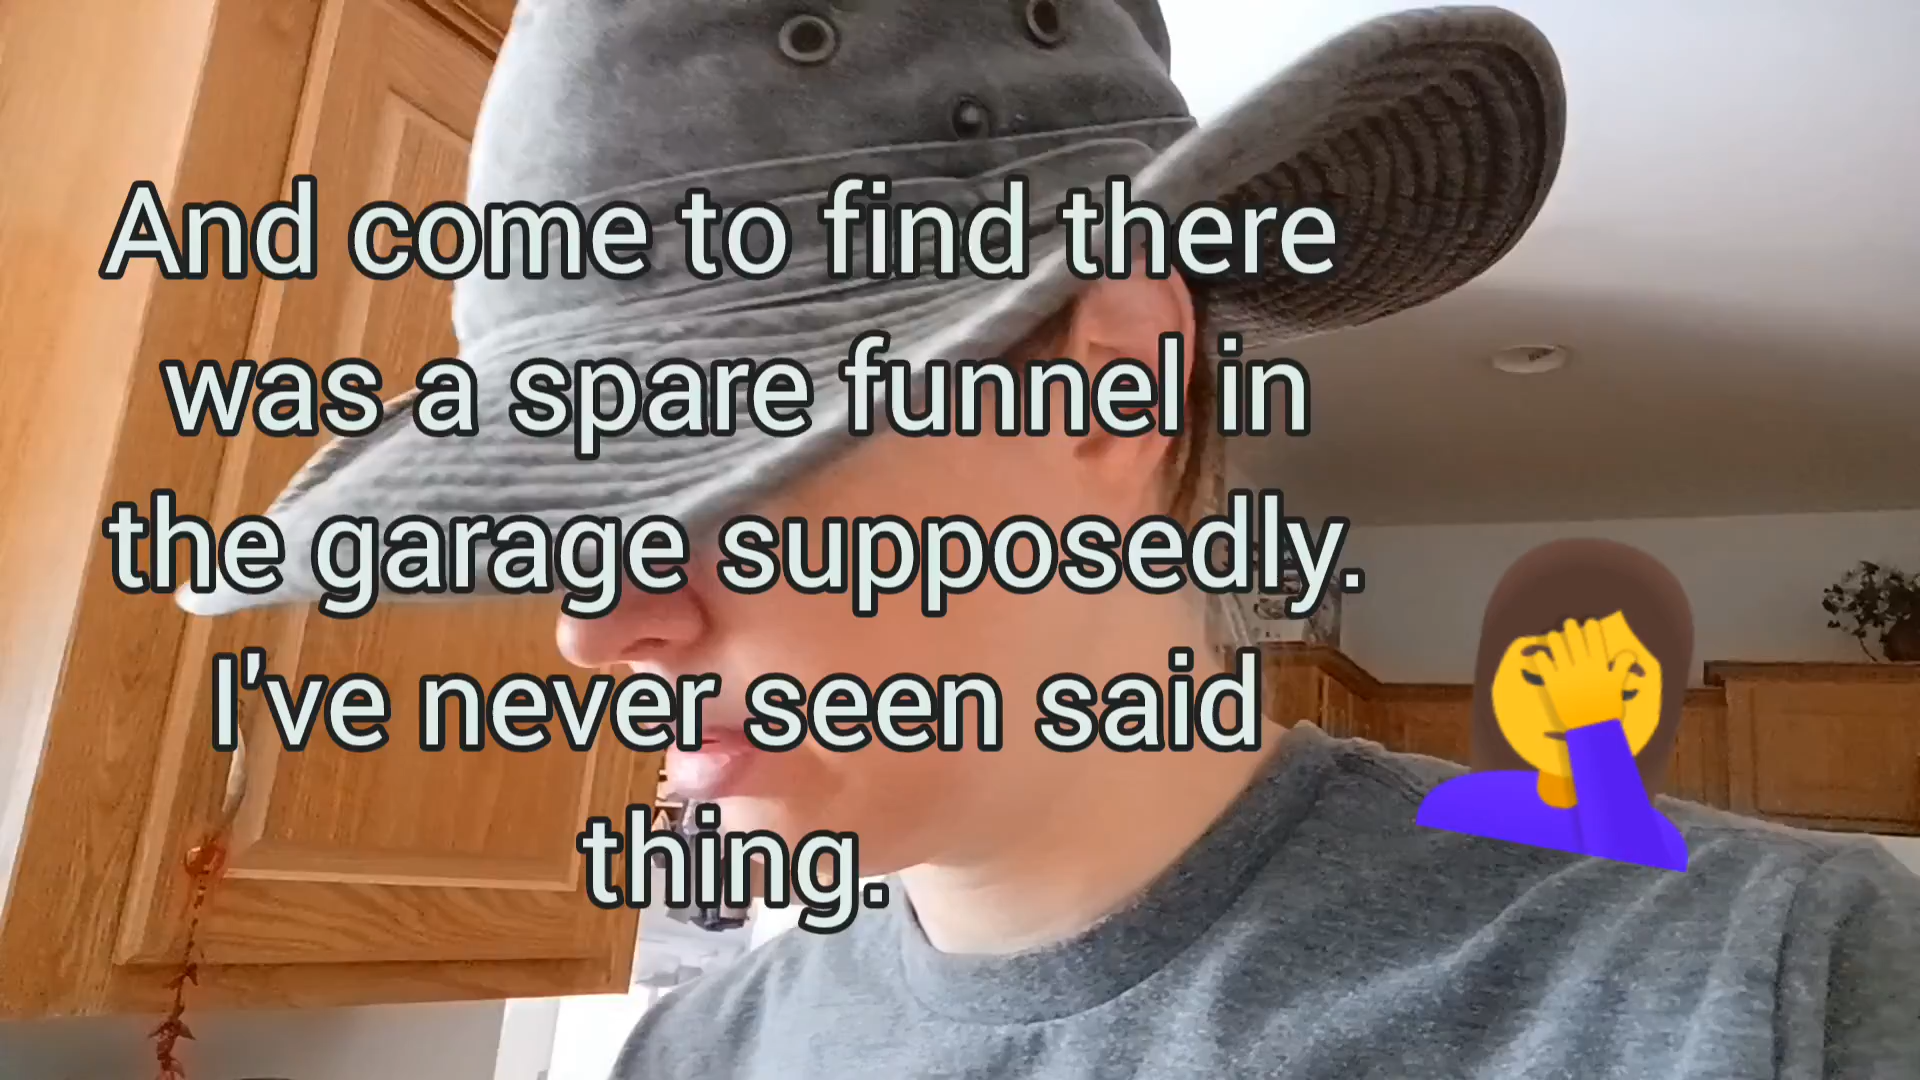 And come to find there
was a spare funnel in
the garage supposedly.
I've never seen said
thing.